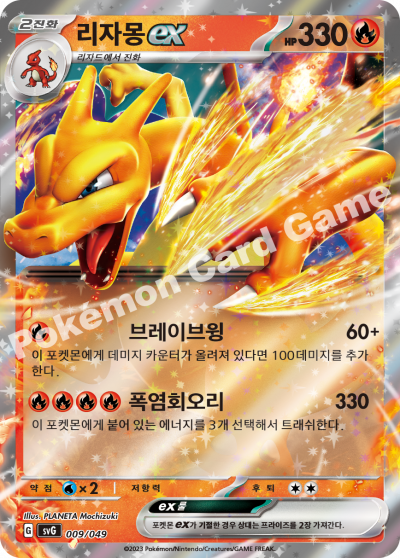 2진화
리자몽ex
HP330
리자드에서 진화
Pokémon Card Game
브레이브윙 60+
이 포켓몬에게 데미지 카운터가 올려져 있다면 100데미지를 추가
한다.
폭염회오리 330
이 포켓몬에게 붙어 있는 에너지를 3개 선택해서 트래쉬한다.
약점 ×2 저항력 후퇴
Illus. PLANETA Mochizuki
G svG 009/049
ex룰
포켓몬 ex가 기절한 경우 상대는 프라이즈를 2장 가져간다.
©2023 Pokémon/Nintendo/Creatures/GAME FREAK.